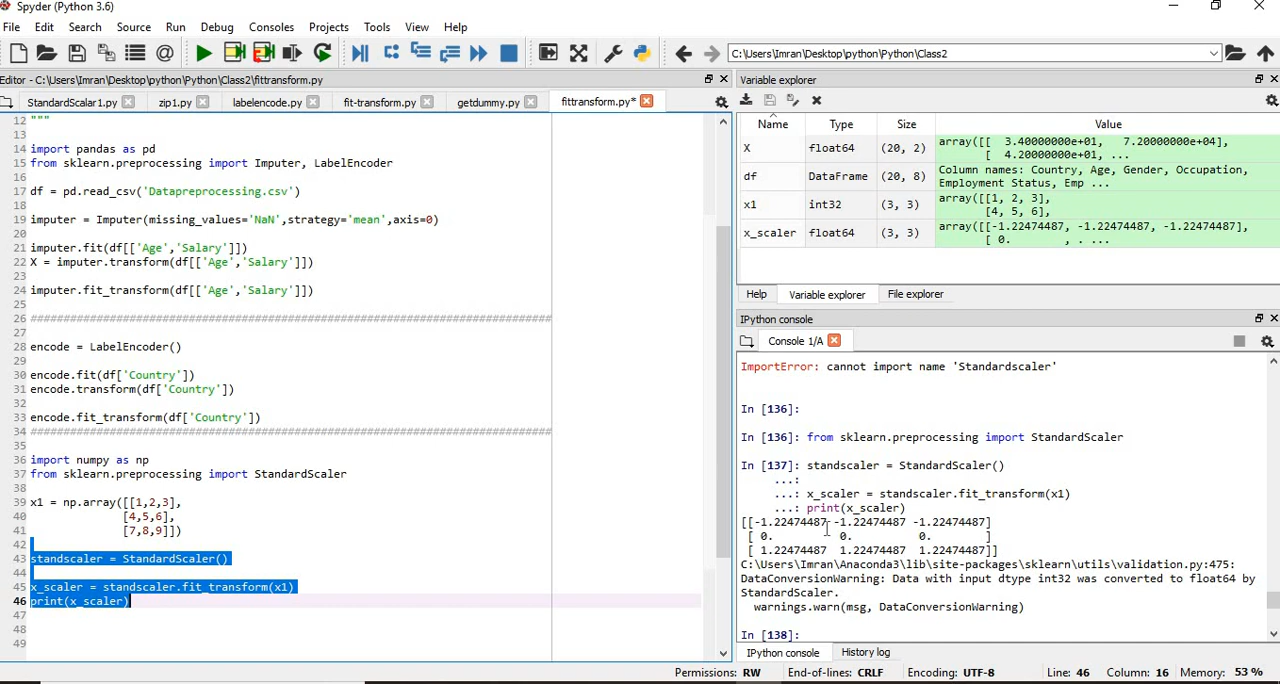 Spyder (Python 3.6)
File Edit Search Source Run Debug Consoles Projects Tools View Help
C:\Users\Imran\Desktop\python\Python\Class2
Editor - C:\Users\Imran\Desktop\python\Python\Class2\fittransform.py
StandardScalar1.py zip1.py labelencode.py fit-transform.py getdummy.py fittransform.py*
12 """
13
14 import pandas as pd
15 from sklearn.preprocessing import Imputer, LabelEncoder
16
17 df = pd.read_csv('Datapreprocessing.csv')
18
19 imputer = Imputer(missing_values='NaN',strategy='mean',axis=0)
20
21 imputer.fit(df[['Age','Salary']])
22 X = imputer.transform(df[['Age','Salary']])
23
24 imputer.fit_transform(df[['Age','Salary']])
25
26 ################################################################################
27
28 encode = LabelEncoder()
29
30 encode.fit(df['Country'])
31 encode.transform(df['Country'])
32
33 encode.fit_transform(df['Country'])
34 ################################################################################
35
36 import numpy as np
37 from sklearn.preprocessing import StandardScaler
38
39 x1 = np.array([[1,2,3],
40 [4,5,6],
41 [7,8,9]])
42
43 standscaler = StandardScaler()
44
45 x_scaler = standscaler.fit_transform(x1)
46 print(x_scaler)
47
48
49
Variable explorer
Name Type Size Value
X float64 (20, 2) array([[ 3.40000000e+01, 7.20000000e+04],
[ 4.20000000e+01, ...
df DataFrame (20, 8) Column names: Country, Age, Gender, Occupation,
Employment Status, Emp ...
x1 int32 (3, 3) array([[1, 2, 3],
[4, 5, 6],
x_scaler float64 (3, 3) array([[-1.22474487, -1.22474487, -1.22474487],
[ 0. , . ...
Help Variable explorer File explorer
IPython console
Console 1/A
ImportError: cannot import name 'Standardscaler'
In [136]:
In [136]: from sklearn.preprocessing import StandardScaler
In [137]: standscaler = StandardScaler()
...:
...: x_scaler = standscaler.fit_transform(x1)
...: print(x_scaler)
[[-1.22474487 -1.22474487 -1.22474487]
[ 0. 0. 0. ]
[ 1.22474487 1.22474487 1.22474487]]
C:\Users\Imran\Anaconda3\lib\site-packages\sklearn\utils\validation.py:475:
DataConversionWarning: Data with input dtype int32 was converted to float64 by
StandardScaler.
warnings.warn(msg, DataConversionWarning)
In [138]:
IPython console History log
Permissions: RW End-of-lines: CRLF Encoding: UTF-8 Line: 46 Column: 16 Memory: 53 %